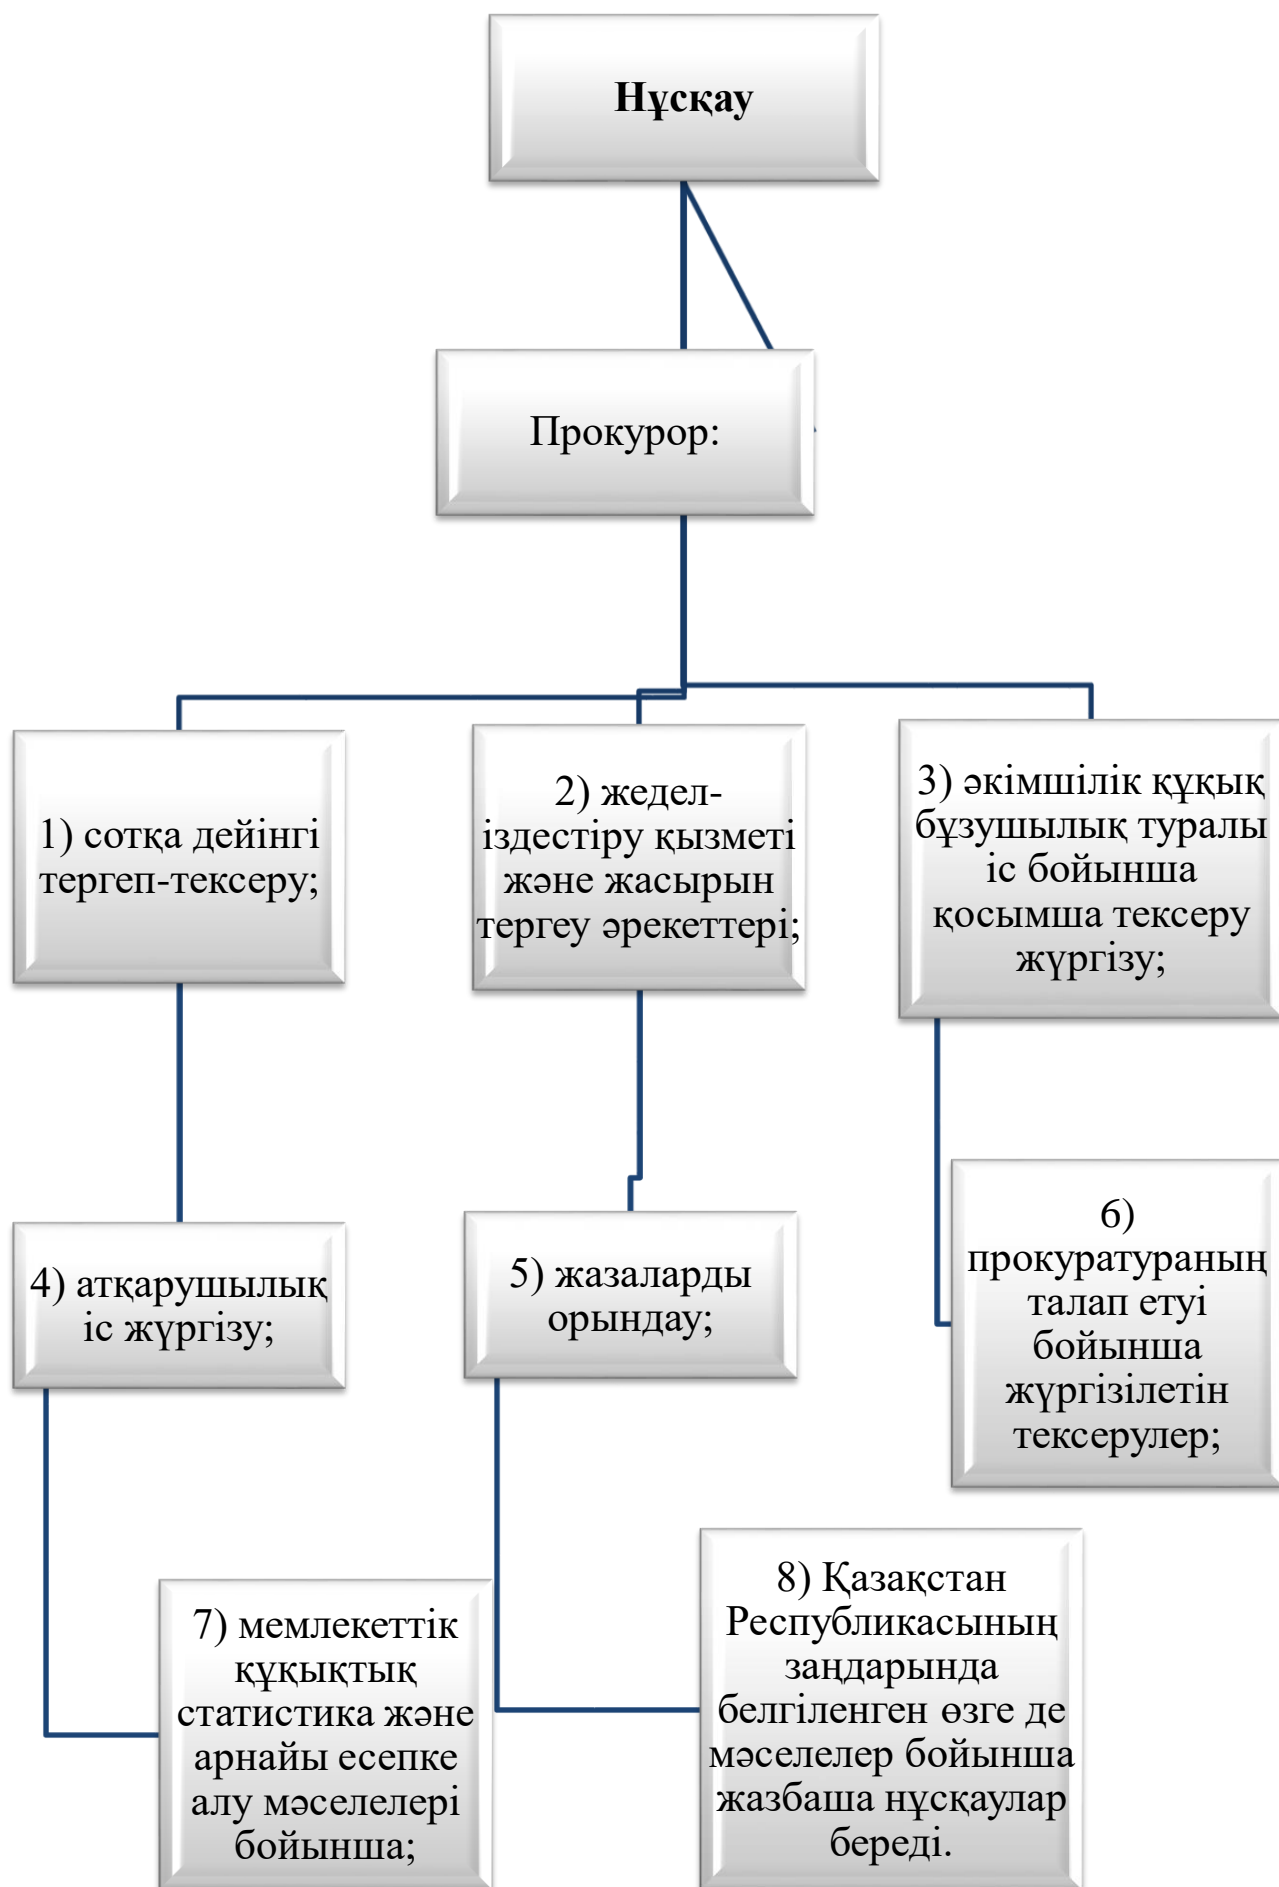 Нұсқау
Прокурор:
1) сотқа дейінгі
тергеп-тексеру;
2) жедел-
іздестіру қызметі
және жасырын
тергеу әрекеттері;
3) әкімшілік құқық
бұзушылық туралы
іс бойынша
қосымша тексеру
жүргізу;
4) атқарушылық
іс жүргізу;
5) жазаларды
орындау;
6)
прокуратураның
талап етуі
бойынша
жүргізілетін
тексерулер;
7) мемлекеттік
құқықтық
статистика және
арнайы есепке
алу мәселелері
бойынша;
8) Қазақстан
Республикасының
заңдарында
белгіленген өзге де
мәселелер бойынша
жазбаша нұсқаулар
береді.